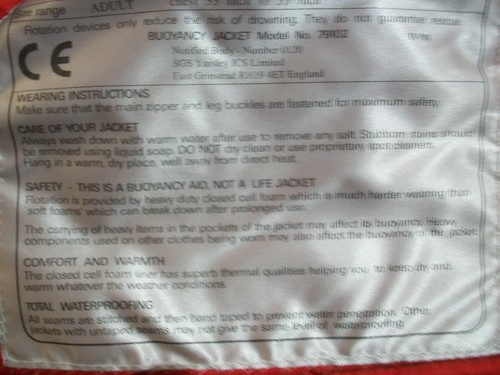 Size range ADULT chest 35 inch to 55 inch
Flotation devices only reduce the risk of drowning. They do not guarantee rescue.
BUOYANCY JACKET Model No.
CE
Notified Body - Number 0120
SGS Yarsley ICS Limited
East Grinstead RH19 4ET England
WEARING INSTRUCTIONS
Make sure that the main zipper and leg buckles are fastened for maximum safety.
CARE OF YOUR JACKET
Always wash down with warm water after use to remove any salt. Stubborn stains should
be removed using liquid soap. DO NOT dry clean or use proprietary spot cleaners.
Hang in a warm, dry place, well away from direct heat.
SAFETY - THIS IS A BUOYANCY AID, NOT A LIFE JACKET
Flotation is provided by heavy duty closed cell foam which is much harder wearing than
'soft foams' which can break down after prolonged use.
The carrying of heavy items in the pockets of the jacket may affect its buoyancy, heavy
components used on other clothes being worn may also affect the buoyancy of the jacket.
COMFORT AND WARMTH
The closed cell foam liner has superb thermal qualities helping you to keep dry and
warm whatever the weather conditions.
TOTAL WATERPROOFING
All seams are stitched and then hand taped to protect water penetration. Other
jackets with untaped seams may not give the same level of waterproofing.